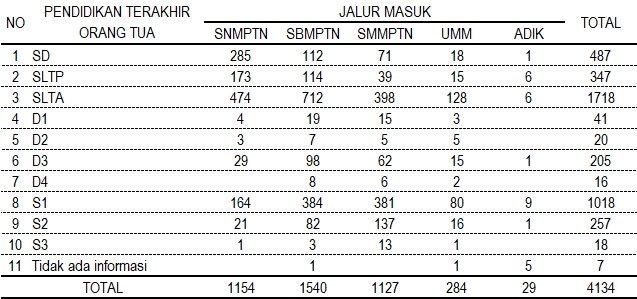 NO PENDIDIKAN TERAKHIR ORANG TUA JALUR MASUK TOTAL
SNMPTN SBMPTN SMMPTN UMM ADIK
1 SD 285 112 71 18 1 487
2 SLTP 173 114 39 15 6 347
3 SLTA 474 712 398 128 6 1718
4 D1 4 19 15 3 41
5 D2 3 7 5 5 20
6 D3 29 98 62 15 1 205
7 D4 8 6 2 16
8 S1 164 384 381 80 9 1018
9 S2 21 82 137 16 1 257
10 S3 1 3 13 1 18
11 Tidak ada informasi 1 1 5 7
TOTAL 1154 1540 1127 284 29 4134